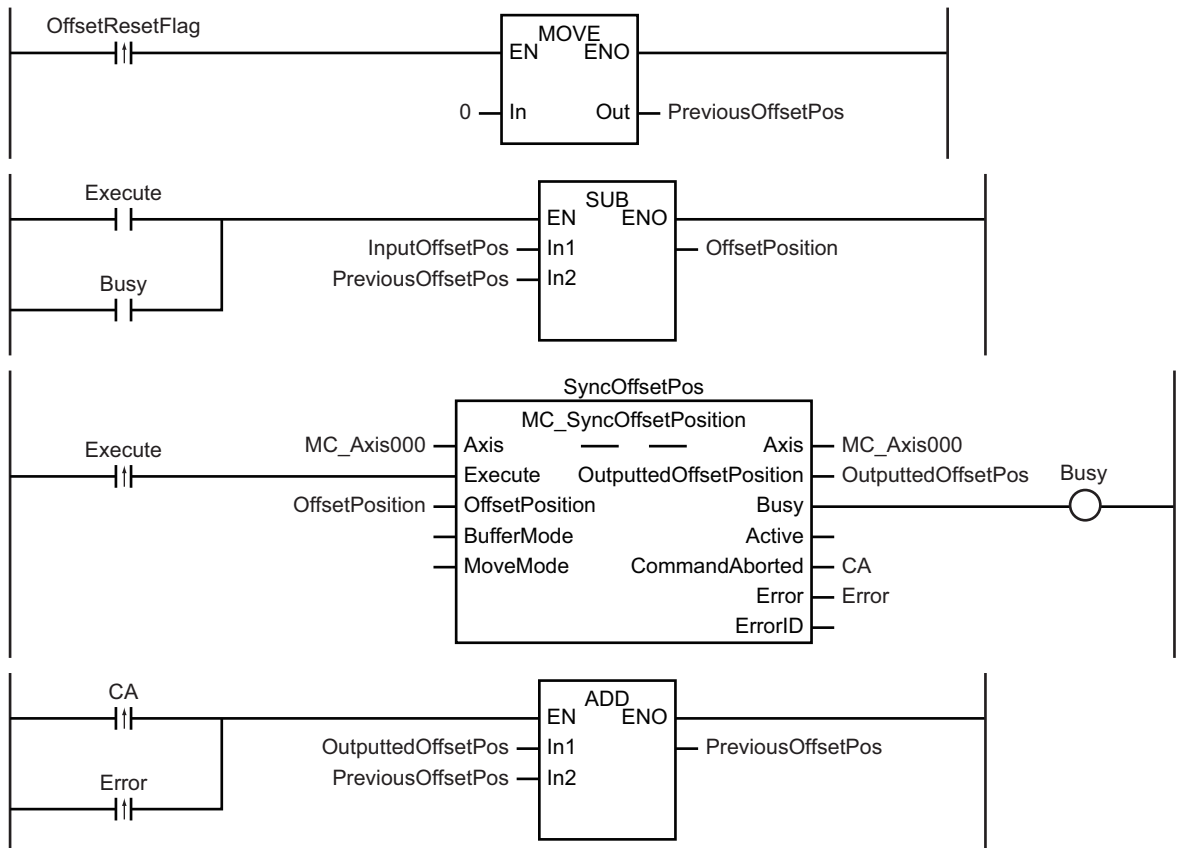 OffsetResetFlag
MOVE
EN ENO
0 In Out PreviousOffsetPos
Execute
SUB
EN ENO
InputOffsetPos In1 OffsetPosition
PreviousOffsetPos In2
Busy
SyncOffsetPos
MC_SyncOffsetPosition
MC_Axis000 Axis Axis MC_Axis000
Execute
Execute OutputtedOffsetPosition OutputtedOffsetPos Busy
OffsetPosition OffsetPosition Busy
BufferMode Active
MoveMode CommandAborted CA
Error Error
ErrorID
CA
ADD
EN ENO
OutputtedOffsetPos In1 PreviousOffsetPos
PreviousOffsetPos In2
Error